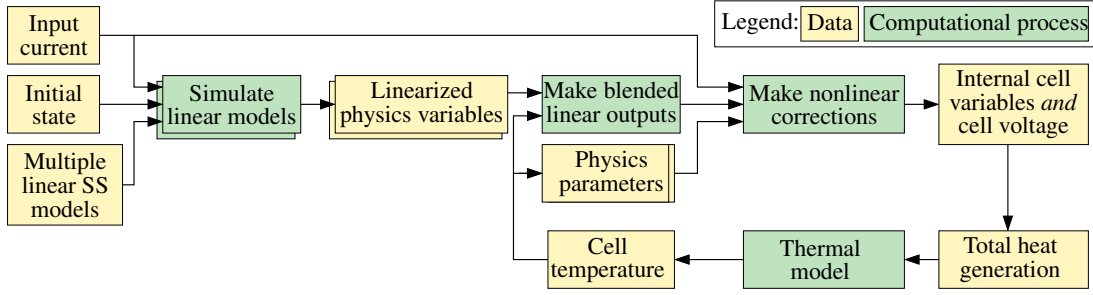 Input
current
Legend: Data Computational process
Initial
state
Simulate
linear models
Linearized
physics variables
Make blended
linear outputs
Make nonlinear
corrections
Internal cell
variables and
cell voltage
Multiple
linear SS
models
Physics
parameters
Cell
temperature
Thermal
model
Total heat
generation